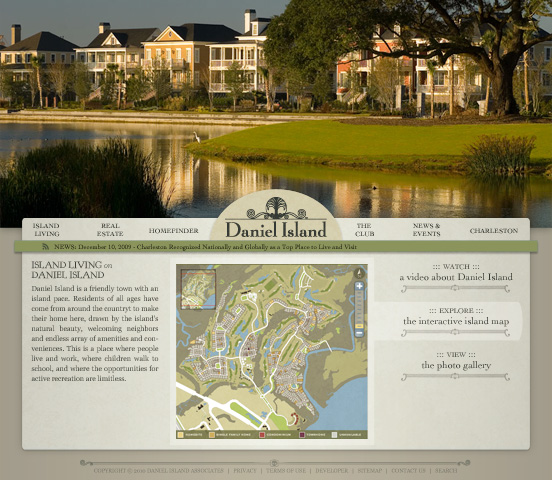 ISLAND LIVING
REAL ESTATE
HOMEFINDER
Daniel Island
THE CLUB
NEWS & EVENTS
CHARLESTON
NEWS: December 10, 2009 - Charleston Recognized Nationally and Globally as a Top Place to Live and Visit
ISLAND LIVING on
DANIEL ISLAND
Daniel Island is a friendly town with an
island pace. Residents of all ages have
come from around the countryt to make
their home here, drawn by the island's
natural beauty, welcoming neighbors
and endless array of amenities and con-
veniences. This is a place where people
live and work, where children walk to
school, and where the opportunities for
active recreation are limitless.
::: WATCH :::
a video about Daniel Island
::: EXPLORE :::
the interactive island map
::: VIEW :::
the photo gallery
COPYRIGHT © 2010 DANIEL ISLAND ASSOCIATES | PRIVACY | TERMS OF USE | DEVELOPER | SITEMAP | CONTACT US | SEARCH